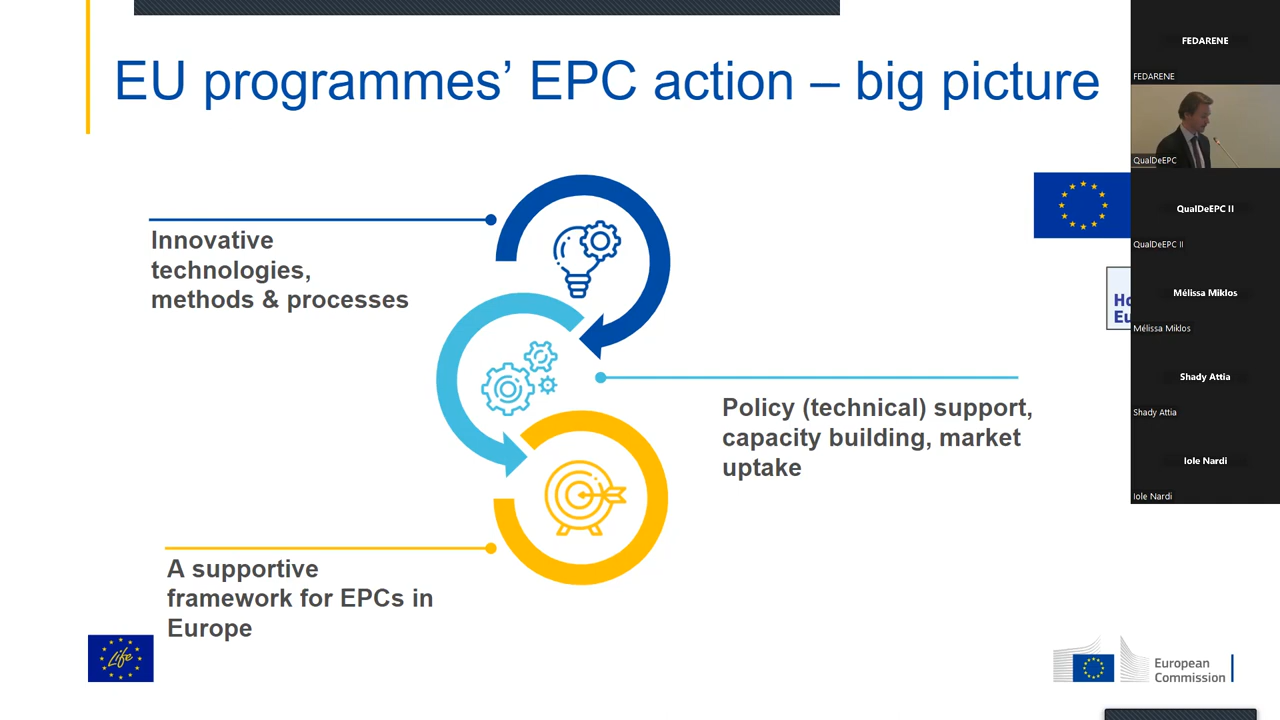 EU programmes’ EPC action – big picture
Innovative
technologies,
methods & processes
Policy (technical) support,
capacity building, market
uptake
A supportive
framework for EPCs in
Europe
Life
European
Commission
FEDARENE
FEDARENE
QualDeEPC
QualDeEPC II
QualDeEPC II
Mélissa Miklos
Mélissa Miklos
Shady Attia
Shady Attia
Iole Nardi
Iole Nardi